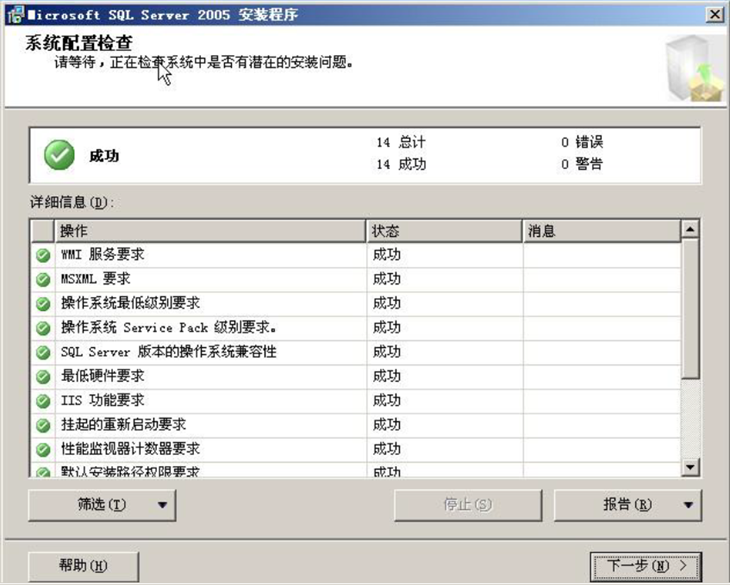 Microsoft SQL Server 2005 安装程序
系统配置检查
请等待，正在检查系统中是否有潜在的安装问题。
成功
14 总计
0 错误
14 成功
0 警告
详细信息(D):
操作 状态 消息
WMI 服务要求 成功
MSXML 要求 成功
操作系统最低级别要求 成功
操作系统 Service Pack 级别要求。 成功
SQL Server 版本的操作系统兼容性 成功
最低硬件要求 成功
IIS 功能要求 成功
挂起的重新启动要求 成功
性能监视器计数器要求 成功
默认安装路径权限要求 成功
筛选(T) 停止(S) 报告(R)
帮助(H) 下一步(N) >